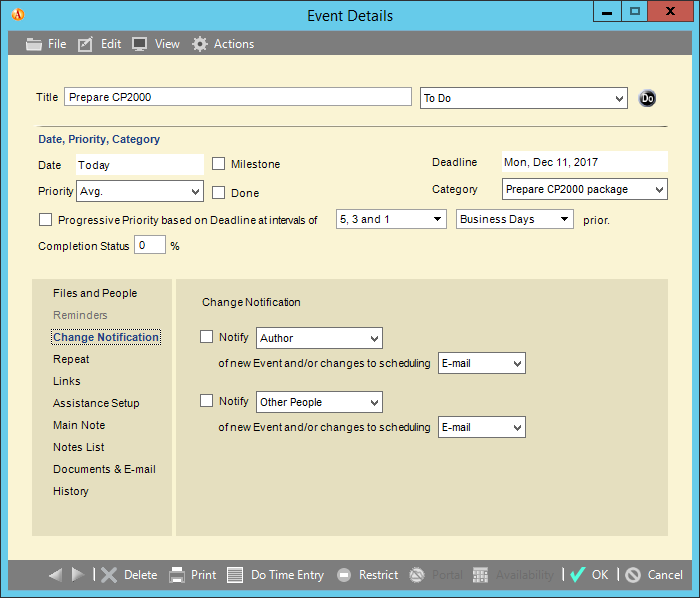 Event Details
File Edit View Actions
Title Prepare CP2000 To Do Do
Date, Priority, Category
Date Today Milestone Deadline Mon, Dec 11, 2017
Priority Avg. Done Category Prepare CP2000 package
Progressive Priority based on Deadline at intervals of 5, 3 and 1 Business Days prior.
Completion Status 0 %
Files and People
Reminders
Change Notification
Repeat
Links
Assistance Setup
Main Note
Notes List
Documents & E-mail
History
Change Notification
Notify Author
of new Event and/or changes to scheduling E-mail
Notify Other People
of new Event and/or changes to scheduling E-mail
Delete Print Do Time Entry Restrict Portal Availability OK Cancel